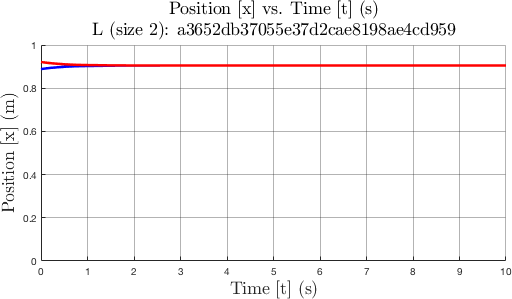 Position [x] vs. Time [t] (s)
L (size 2): a3652db37055e37d2cae8198ae4cd959
Position [x] (m)
1
0.8
0.6
0.4
0.2
0
0 1 2 3 4 5 6 7 8 9 10
Time [t] (s)